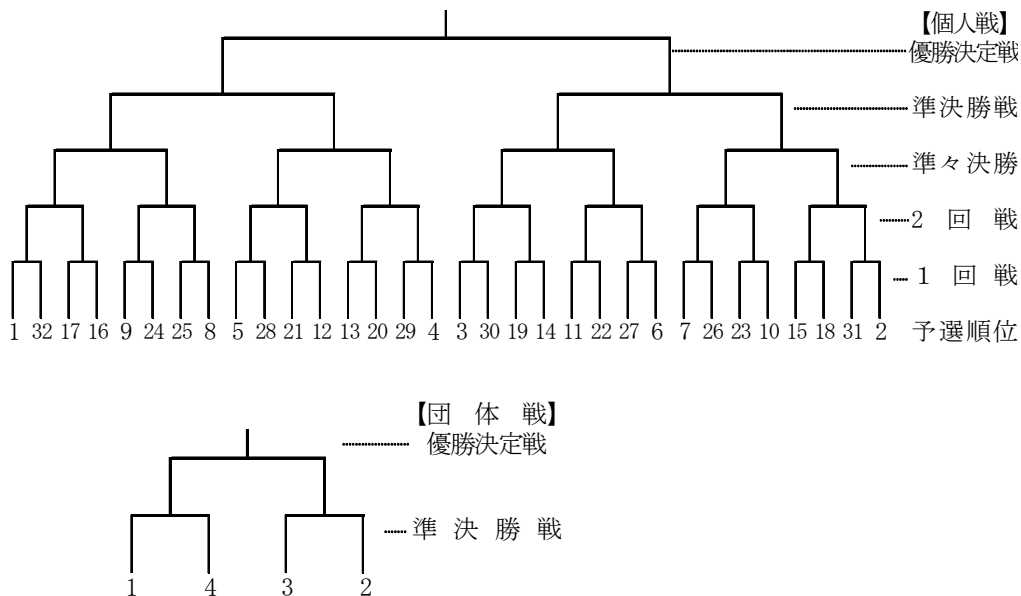 【個人戦】
優勝決定戦
準決勝戦
準々決勝
2 回 戦
1 回 戦
1 32 17 16 9 24 25 8 5 28 21 12 13 20 29 4 3 30 19 14 11 22 27 6 7 26 23 10 15 18 31 2 予選順位
【団 体 戦】
優勝決定戦
準 決 勝 戦
1 4 3 2